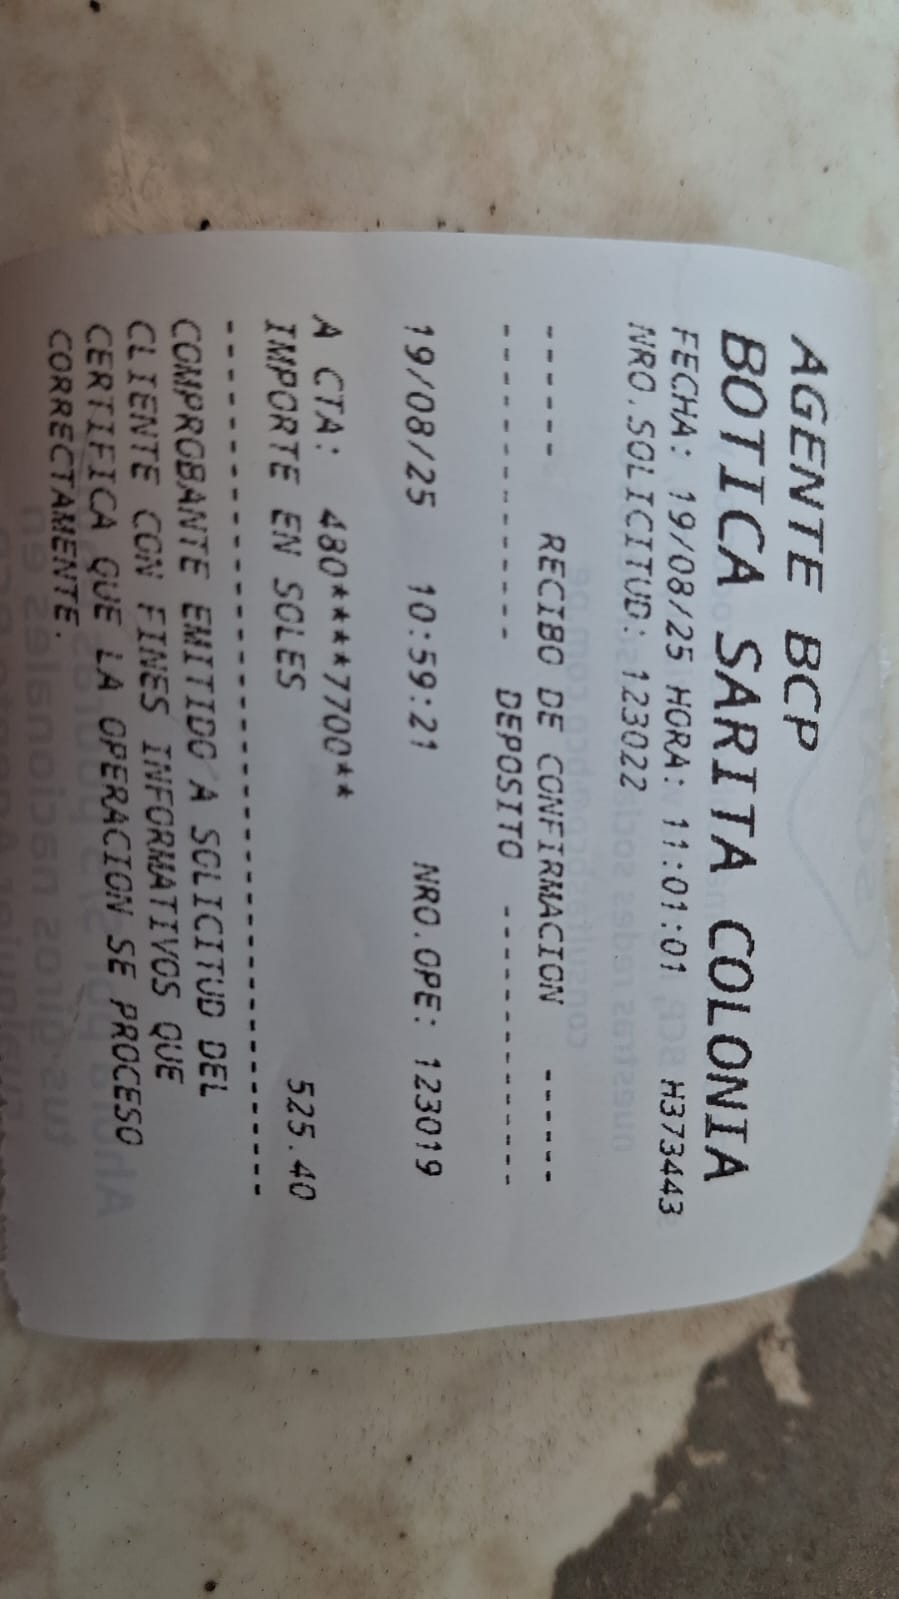 AGENTE BCP
BOTICA SARITA COLONIA
FECHA: 19/08/25 HORA: 11:01:01 H373443
NRO.SOLICITUD: 123022
----- RECIBO DE CONFIRMACION -----
----------- DEPOSITO -----------
19/08/25 10:59:21 NRO.OPE: 123019
A CTA: 480*****7700**
IMPORTE EN SOLES 525.40
----------------------------------
COMPROBANTE EMITIDO A SOLICITUD DEL
CLIENTE CON FINES INFORMATIVOS QUE
CERTIFICA QUE LA OPERACION SE PROCESO
CORRECTAMENTE.